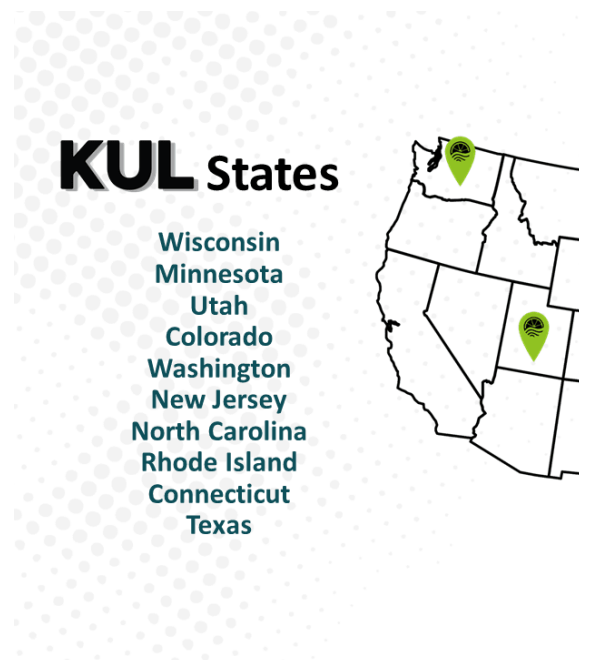 KUL States
Wisconsin
Minnesota
Utah
Colorado
Washington
New Jersey
North Carolina
Rhode Island
Connecticut
Texas